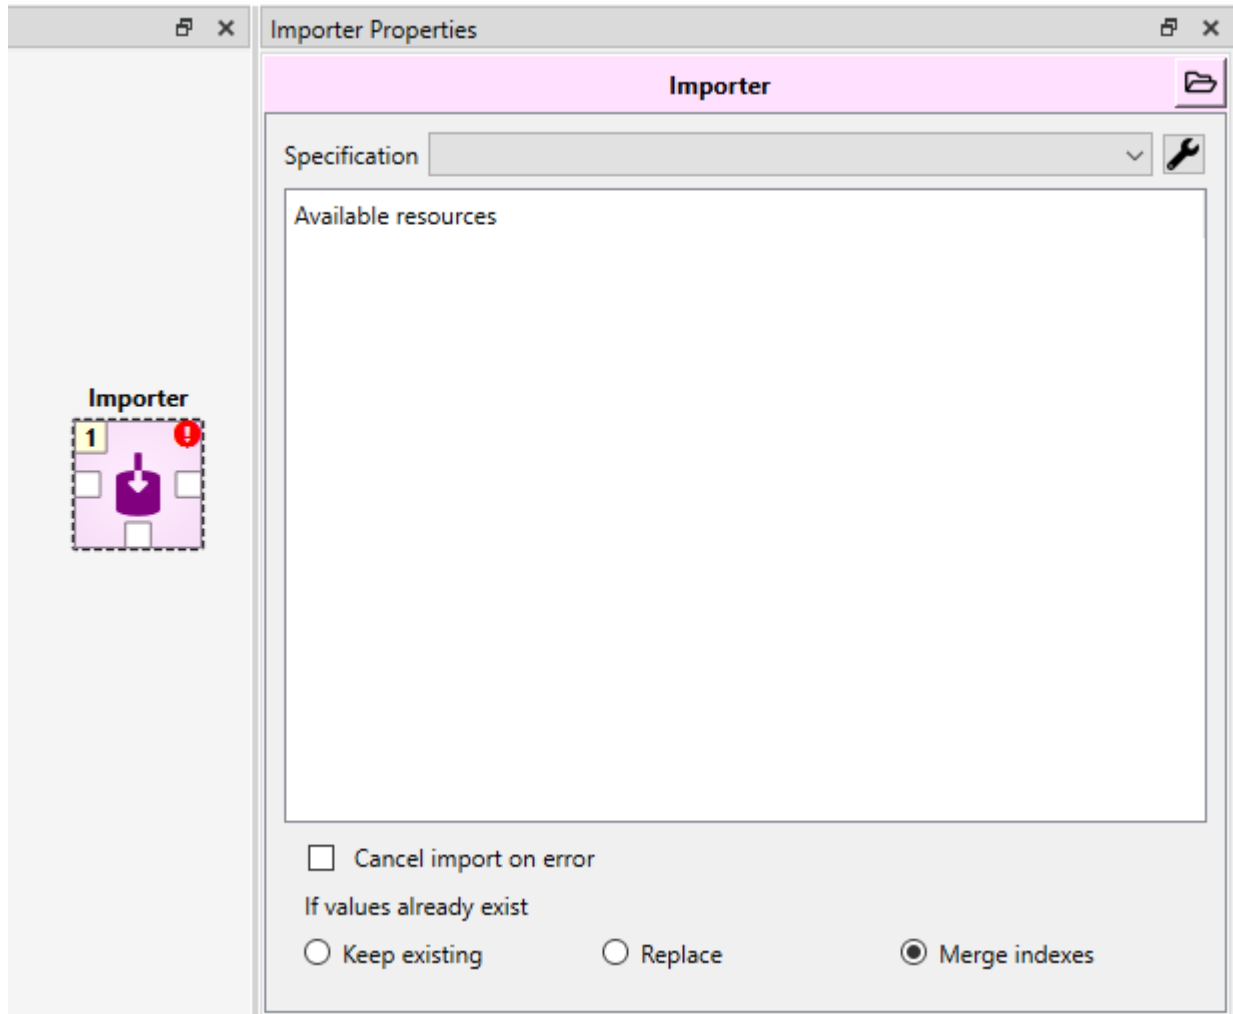 Importer Properties
Importer
Specification
Available resources
Importer
1
Cancel import on error
If values already exist
Keep existing
Replace
Merge indexes